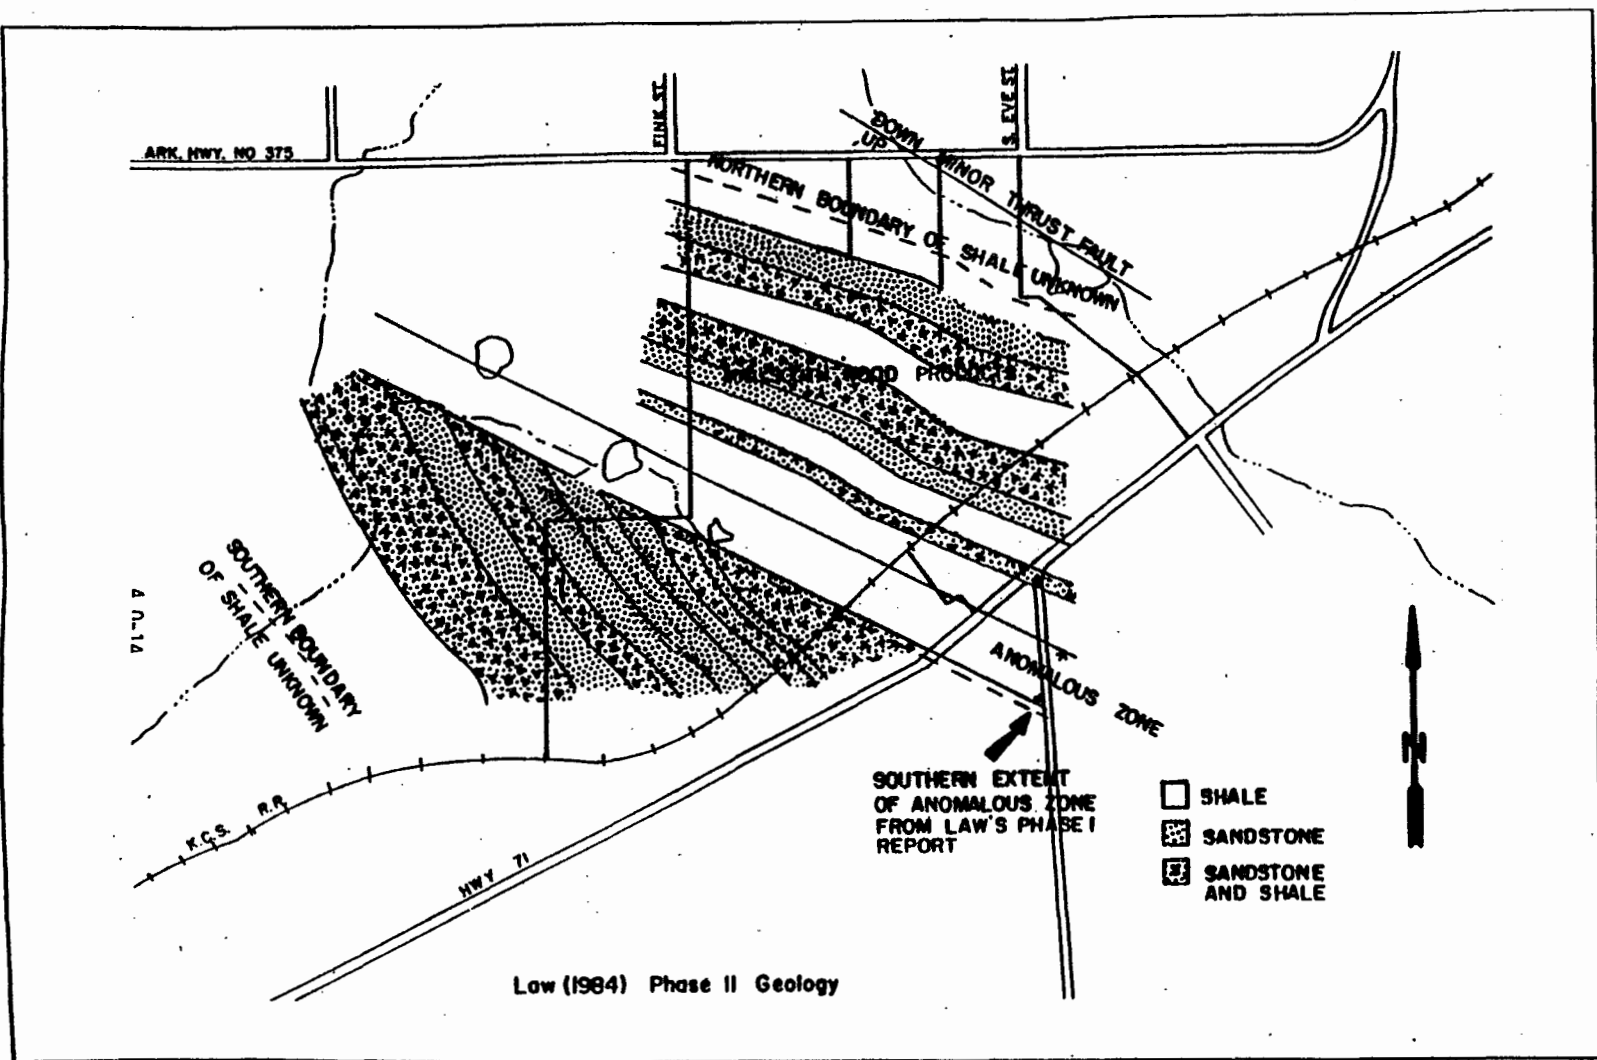 FINK ST.
S. EVE ST.
ARK. HWY. NO 375
DOWN
UP
MINOR THRUST FAULT
NORTHERN BOUNDARY OF SHALE UNKNOWN
WOOD PRODUCTS
SOUTHERN BOUNDARY
OF SHALE UNKNOWN
ANOMALOUS ZONE
SOUTHERN EXTENT
OF ANOMALOUS ZONE
FROM LAW'S PHASE I
REPORT
SHALE
SANDSTONE
SANDSTONE
AND SHALE
N
K.C.S. R.R.
HWY 71
Law (1984) Phase II Geology